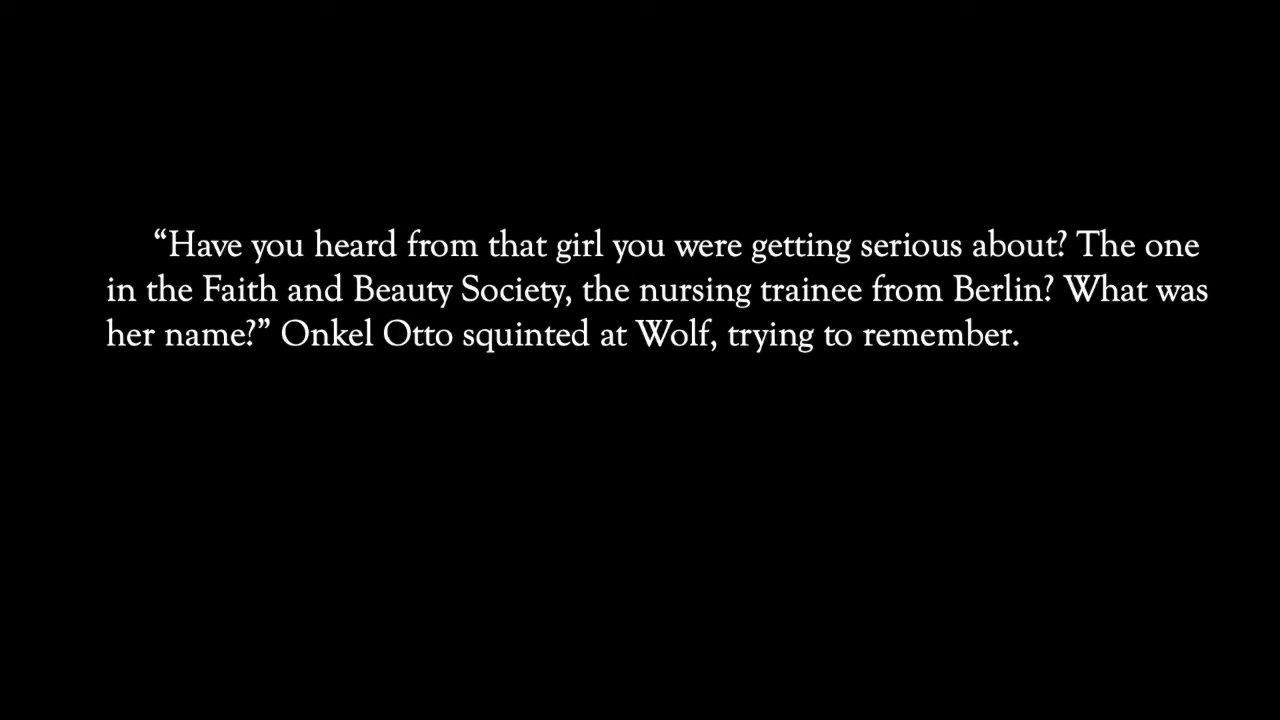 “Have you heard from that girl you were getting serious about? The one
in the Faith and Beauty Society, the nursing trainee from Berlin? What was
her name?” Onkel Otto squinted at Wolf, trying to remember.